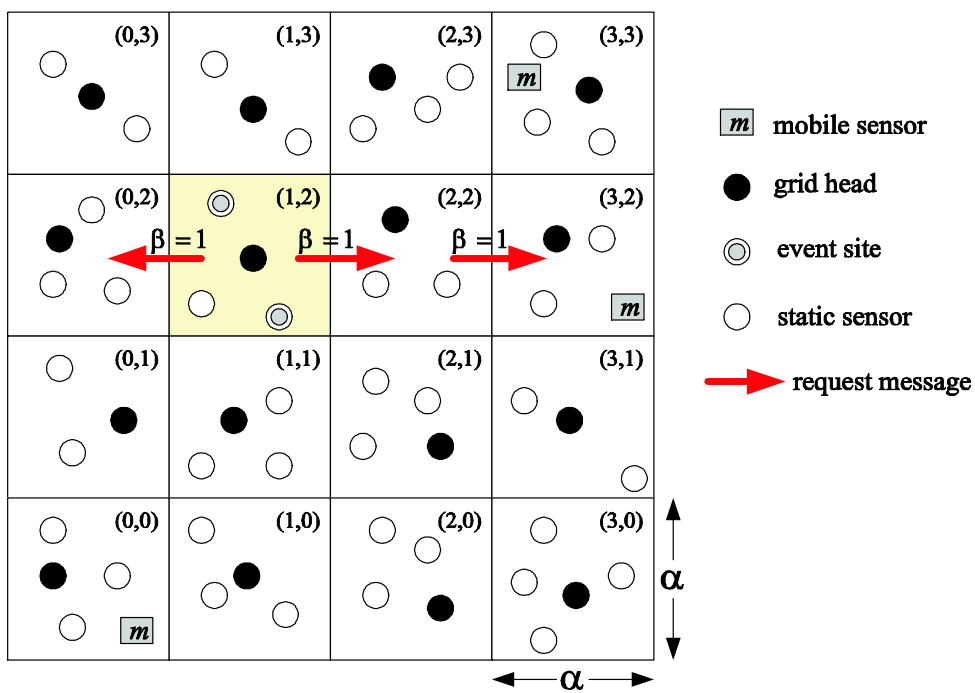 (0,3) (1,3) (2,3) (3,3)
m
(0,2) (1,2) (2,2) (3,2)
β = 1 β = 1 β = 1
m
(0,1) (1,1) (2,1) (3,1)
(0,0) (1,0) (2,0) (3,0)
m
α
α
m mobile sensor
grid head
event site
static sensor
request message